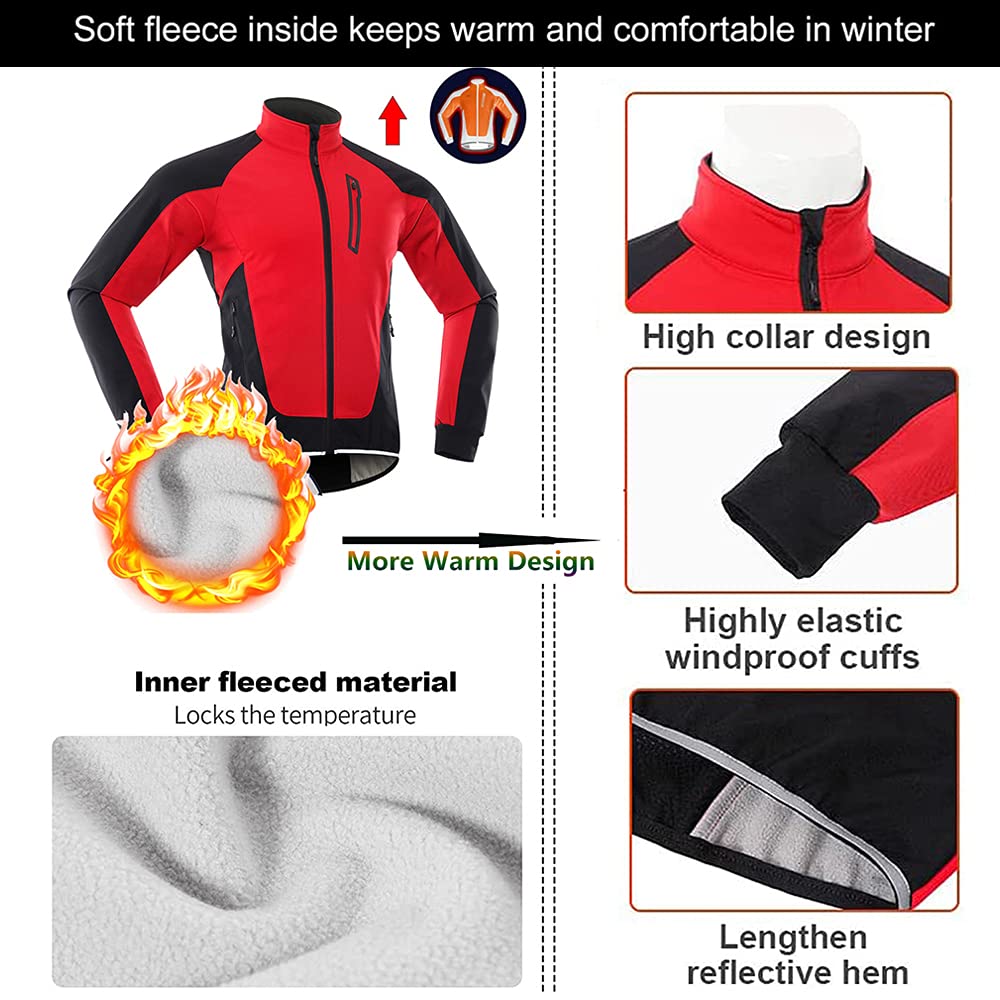 Soft fleece inside keeps warm and comfortable in winter
More Warm Design
Inner fleeced material
Locks the temperature
High collar design
Highly elastic
windproof cuffs
Lengthen
reflective hem